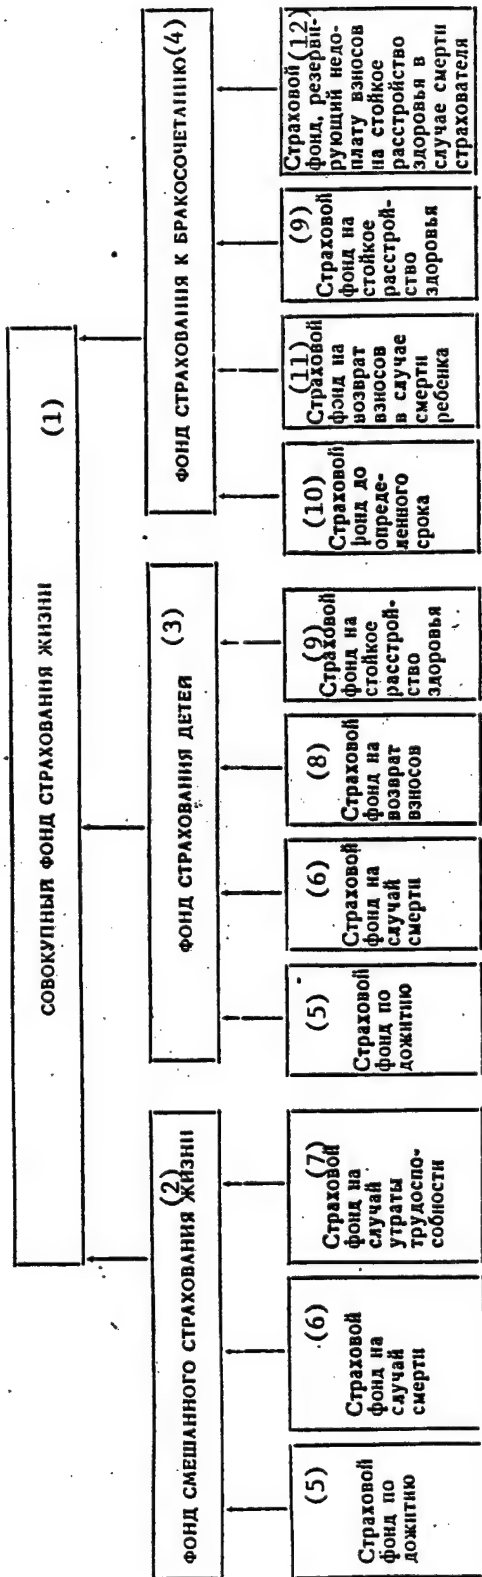 СОВОКУПНЫЙ ФОНД СТРАХОВАНИЯ ЖИЗНИ
(1)
ФОНД СМЕШАННОГО СТРАХОВАНИЯ ЖИЗНИ
(2)
ФОНД СТРАХОВАНИЯ ДЕТЕЙ
(3)
ФОНД СТРАХОВАНИЯ К БРАКОСОЧЕТАНИЮ(4)
(5)
Страховой
фонд по
дожитию
(6)
Страховой
фонд на
случай
смерти
(7)
Страховой
фонд на
случай
утраты
трудоспо-
собности
(5)
Страховой
фонд по
дожитию
(6)
Страховой
фонд на
случай
смерти
(8)
Страховой
фонд на
возврат
взносов
(9)
Страховой
фонд на
стойкое
расстрой-
ство
здоровья
(10)
Страховой
фонд до
опреде-
ленного
срока
(11)
Страховой
фонд на
возврат
взносов
в случае
смерти
ребенка
(9)
Страховой
фонд на
стойкое
расстрой-
ство
здоровья
Страховой (12)
фонд, резерви-
рующий недо-
плату взносов
на стойкое
расстройство
здоровья в
случае смерти
страхователя